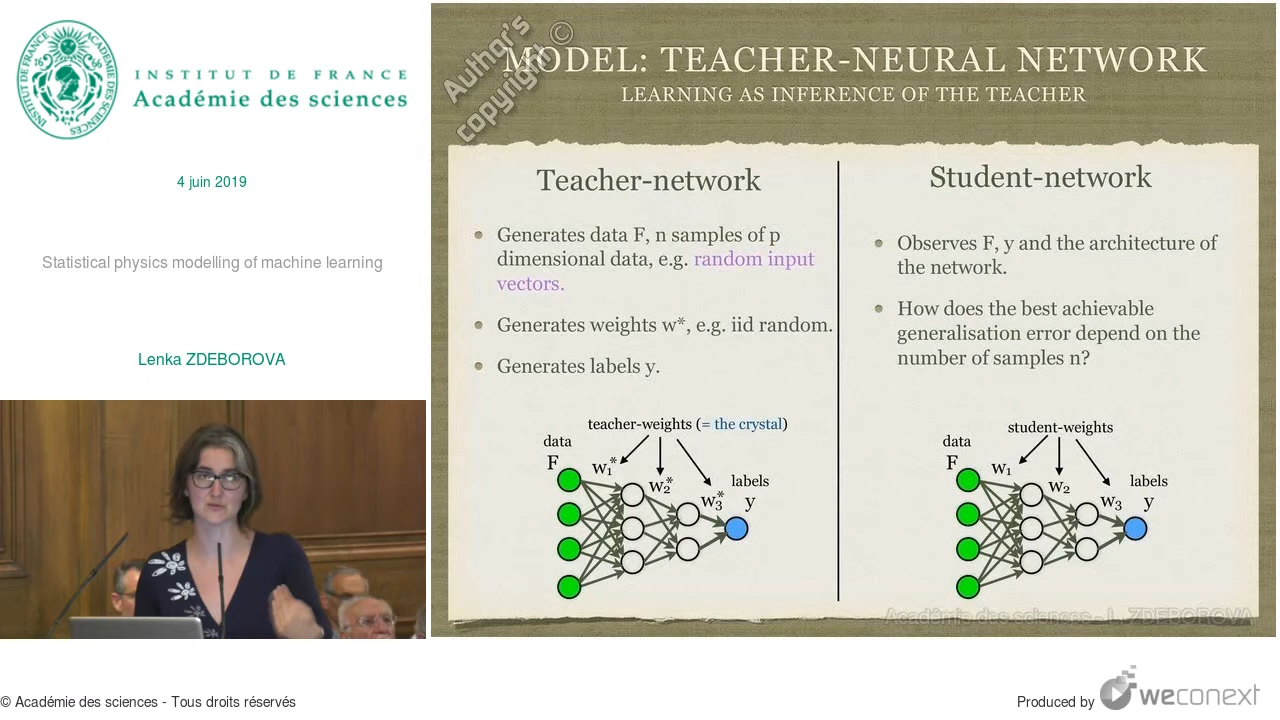 INSTITUT DE FRANCE
Académie des sciences
4 juin 2019
Statistical physics modelling of machine learning
Lenka ZDEBOROVA
Author's
copyright ©
MODEL: TEACHER-NEURAL NETWORK
LEARNING AS INFERENCE OF THE TEACHER
Teacher-network
Generates data F, n samples of p
dimensional data, e.g. random input
vectors.
Generates weights w*, e.g. iid random.
Generates labels y.
teacher-weights (= the crystal)
data
F
w₁*
w₂*
w₃*
labels
y
Student-network
Observes F, y and the architecture of
the network.
How does the best achievable
generalisation error depend on the
number of samples n?
student-weights
data
F
w₁
w₂
w₃
labels
y
Académie des sciences - L. ZDEBOROVA
© Académie des sciences - Tous droits réservés
Produced by weconext